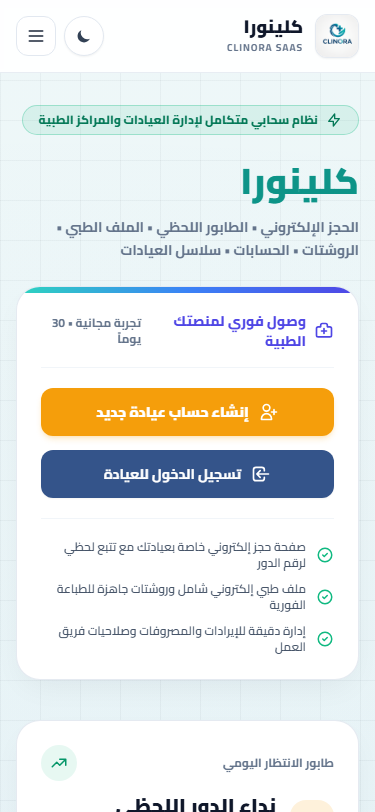 كلينورا
CLINORA SAAS
CLINORA
نظام سحابي متكامل لإدارة العيادات والمراكز الطبية
كلينورا
الحجز الإلكتروني • الطابور اللحظي • الملف الطبي •
الروشتات • الحسابات • سلاسل العيادات
وصول فوري لمنصتك
الطبية
تجربة مجانية • 30
يوماً
إنشاء حساب عيادة جديد
تسجيل الدخول للعيادة
صفحة حجز إلكتروني خاصة بعيادتك مع تتبع لحظي
لرقم الدور
ملف طبي إلكتروني شامل وروشتات جاهزة للطباعة
الفورية
إدارة دقيقة للإيرادات والمصروفات وصلاحيات فريق
العمل
طابور الانتظار اليومي
نداء الدور اللحظي